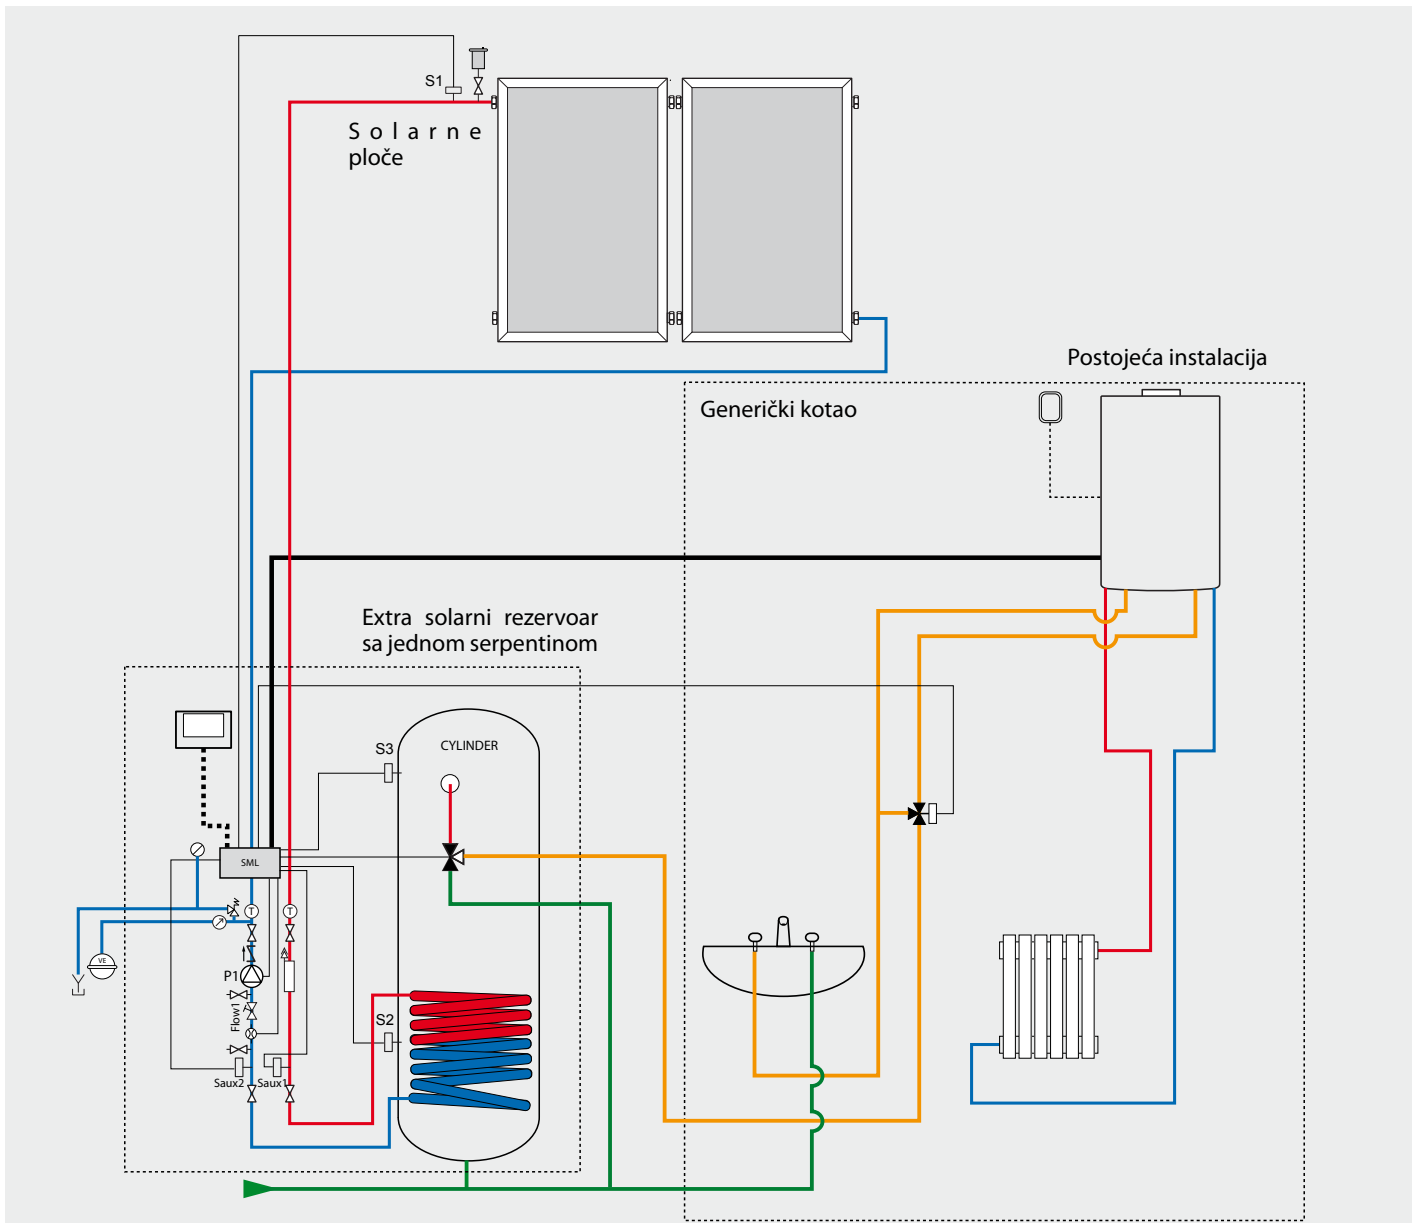 S1
S o l a r n e
ploče
Postojeća instalacija
Generički kotao
Extra solarni rezervoar
sa jednom serpentinom
S3
CYLINDER
SML
T
T
VE
P1
Flow1
S2
Saux2
Saux1